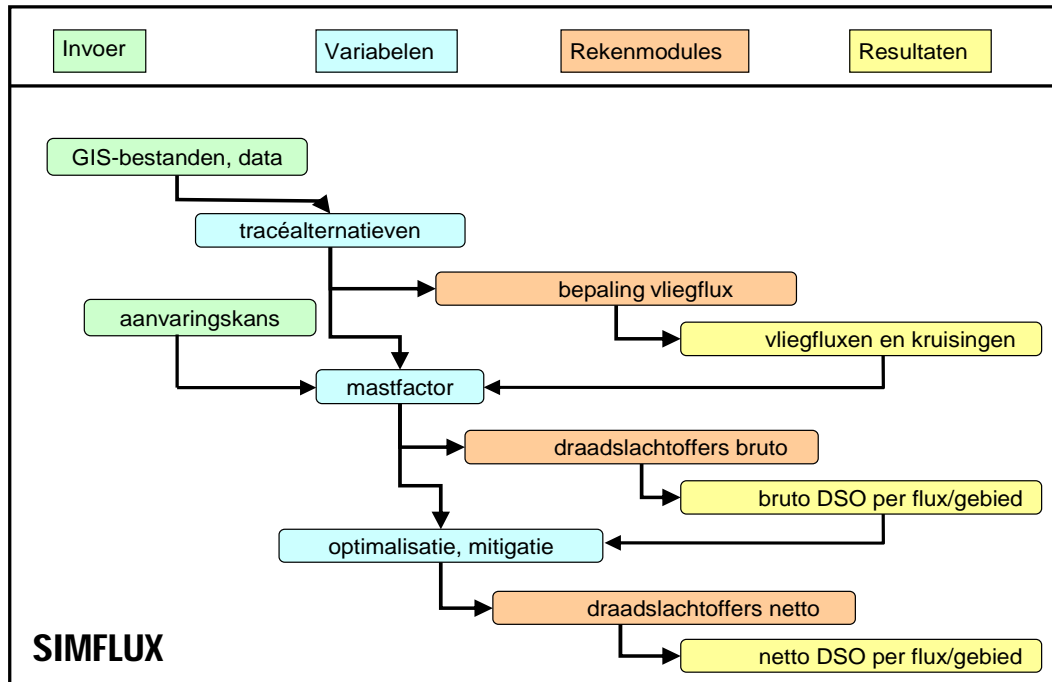 Invoer
Variabelen
Rekenmodules
Resultaten
GIS-bestanden, data
tracéalternatieven
bepaling vliegflux
aanvaringskans
vliegfluxen en kruisingen
mastfactor
draadslachtoffers bruto
bruto DSO per flux/gebied
optimalisatie, mitigatie
draadslachtoffers netto
SIMFLUX
netto DSO per flux/gebied